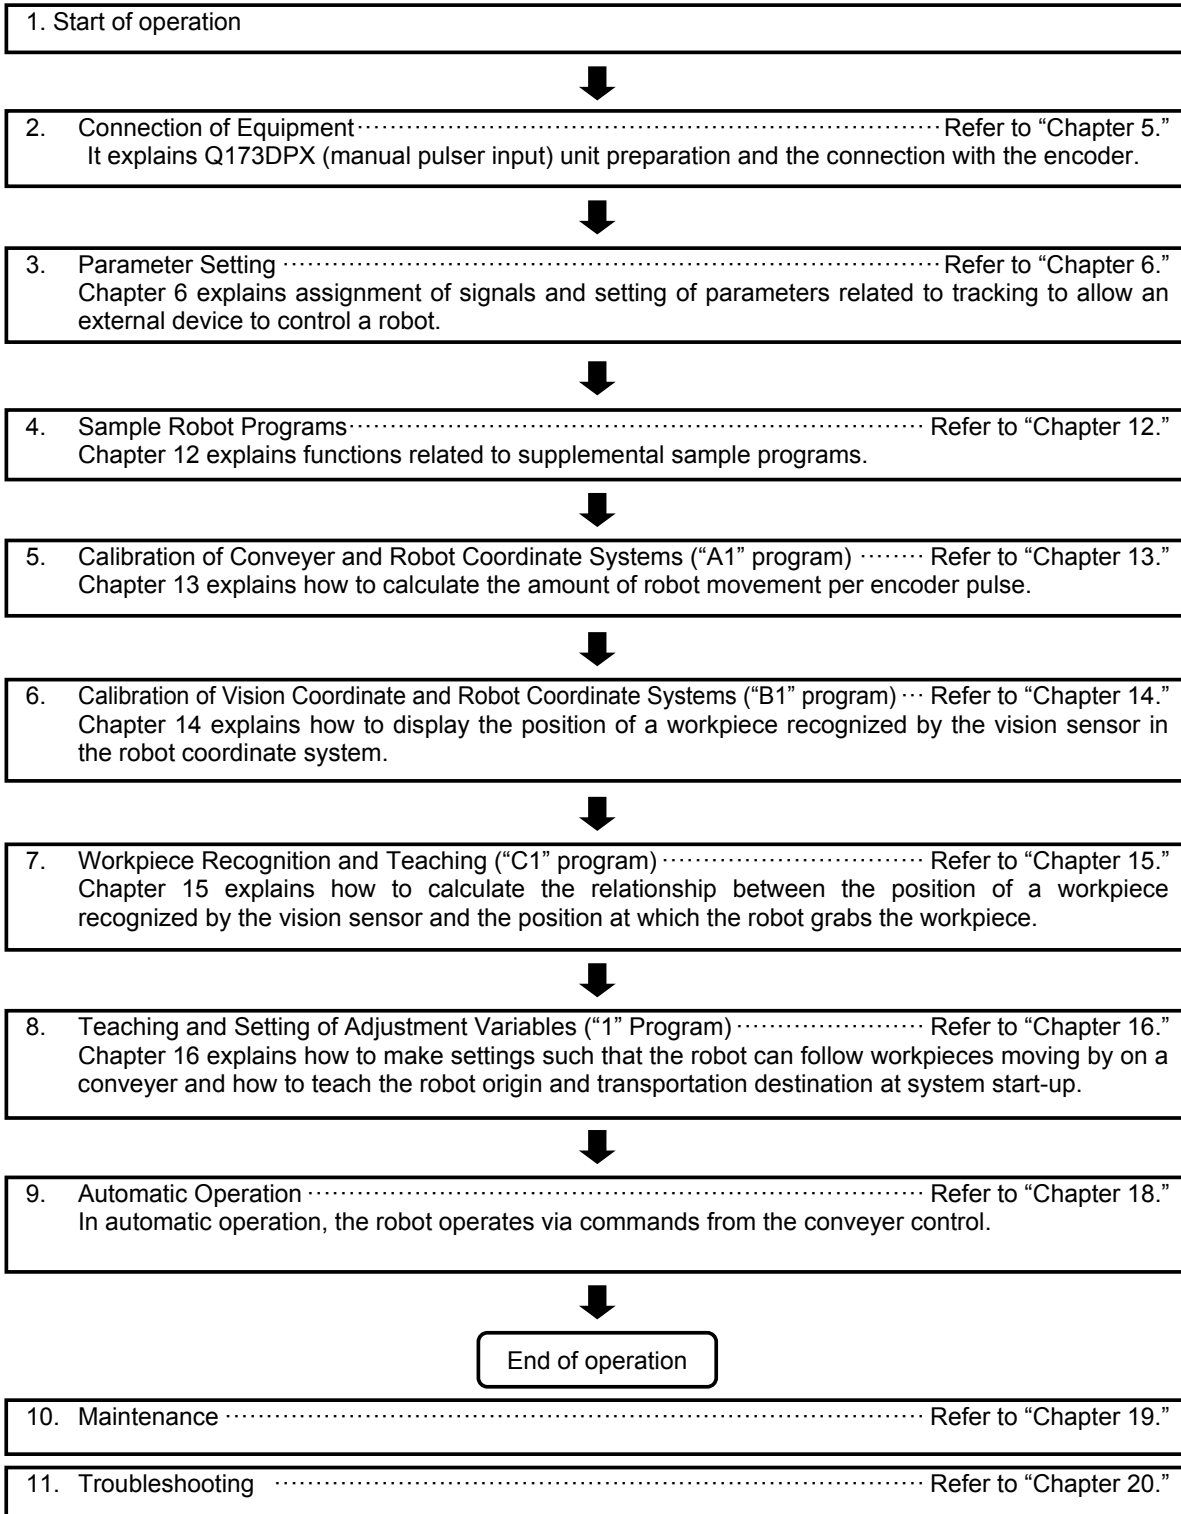 1. Start of operation
2. Connection of Equipment································································Refer to “Chapter 5.”
It explains Q173DPX (manual pulser input) unit preparation and the connection with the encoder.
3. Parameter Setting ································································Refer to “Chapter 6.”
Chapter 6 explains assignment of signals and setting of parameters related to tracking to allow an
external device to control a robot.
4. Sample Robot Programs································································ Refer to “Chapter 12.”
Chapter 12 explains functions related to supplemental sample programs.
5. Calibration of Conveyer and Robot Coordinate Systems (“A1” program) ········ Refer to “Chapter 13.”
Chapter 13 explains how to calculate the amount of robot movement per encoder pulse.
6. Calibration of Vision Coordinate and Robot Coordinate Systems (“B1” program) ··· Refer to “Chapter 14.”
Chapter 14 explains how to display the position of a workpiece recognized by the vision sensor in
the robot coordinate system.
7. Workpiece Recognition and Teaching (“C1” program) ································ Refer to “Chapter 15.”
Chapter 15 explains how to calculate the relationship between the position of a workpiece
recognized by the vision sensor and the position at which the robot grabs the workpiece.
8. Teaching and Setting of Adjustment Variables (“1” Program) ······················· Refer to “Chapter 16.”
Chapter 16 explains how to make settings such that the robot can follow workpieces moving by on a
conveyer and how to teach the robot origin and transportation destination at system start-up.
9. Automatic Operation ································································ Refer to “Chapter 18.”
In automatic operation, the robot operates via commands from the conveyer control.
End of operation
10. Maintenance ································································ Refer to “Chapter 19.”
11. Troubleshooting ································································ Refer to “Chapter 20.”